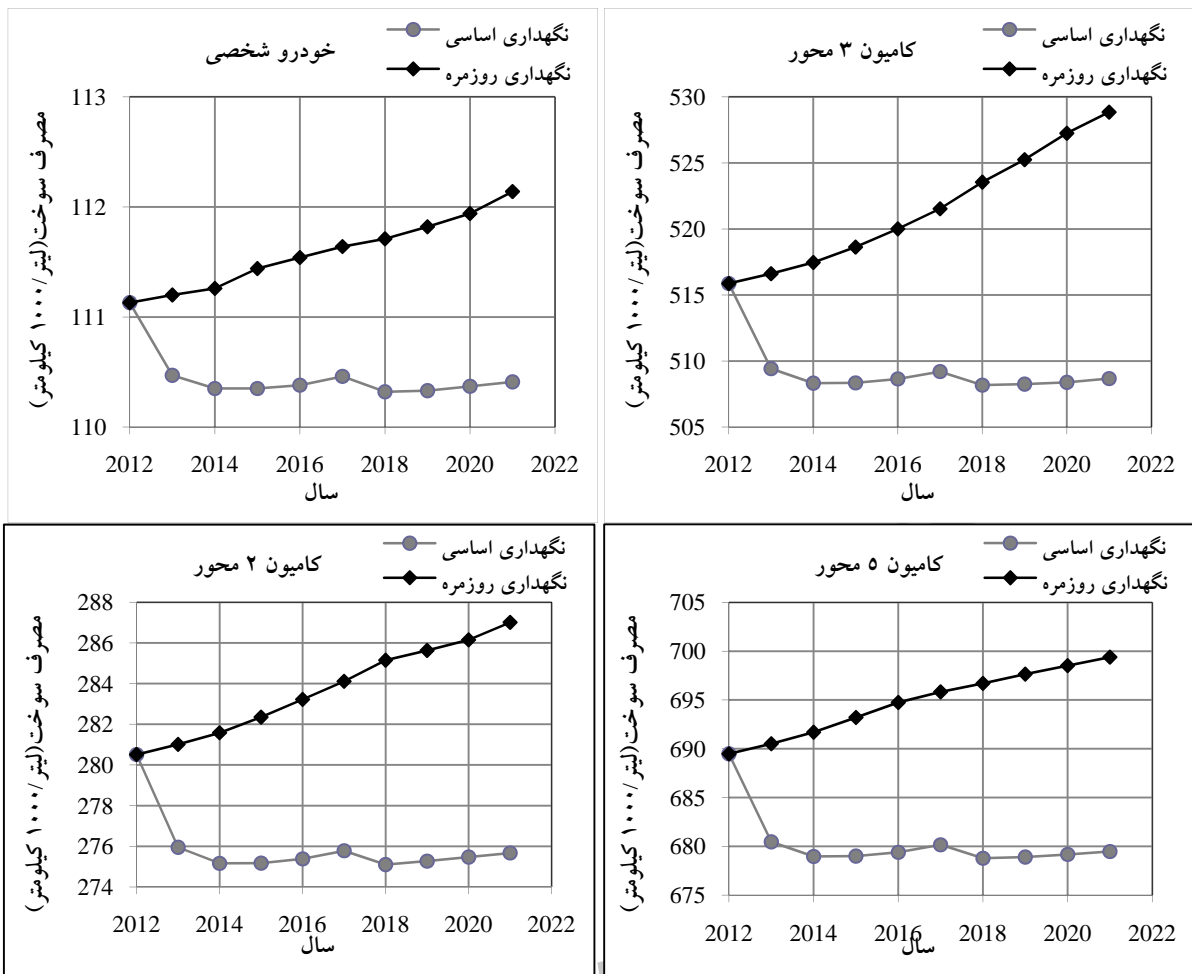 خودرو شخصی
نگهداری اساسی
نگهداری روزمره
مصرف سوخت(لیتر/۱۰۰۰ کیلومتر)
113
112
111
110
2012 2014 2016 2018 2020 2022
سال
کامیون ۳ محور
نگهداری اساسی
نگهداری روزمره
مصرف سوخت(لیتر/۱۰۰۰ کیلومتر)
530
525
520
515
510
505
2012 2014 2016 2018 2020 2022
سال
کامیون ۲ محور
نگهداری اساسی
نگهداری روزمره
مصرف سوخت(لیتر/۱۰۰۰ کیلومتر)
288
286
284
282
280
278
276
274
2012 2014 2016 2018 2020 2022
سال
کامیون ۵ محور
نگهداری اساسی
نگهداری روزمره
مصرف سوخت(لیتر/۱۰۰۰ کیلومتر)
705
700
695
690
685
680
675
2012 2014 2016 2018 2020 2022
سال